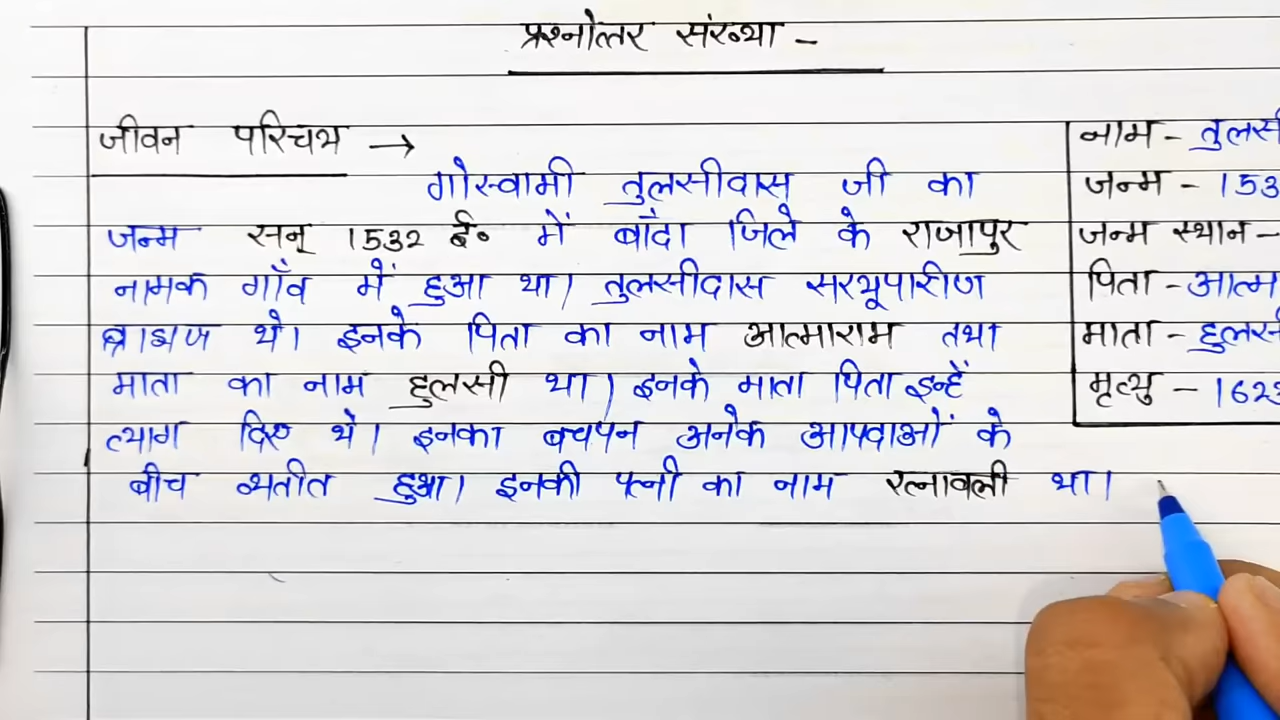 प्रश्नोत्तर संख्या -
जीवन परिचय →
गोस्वामी तुलसीदास जी का
जन्म सन् 1532 ई० में बाँदा जिले के राजापुर
नामक गाँव में हुआ था। तुलसीदास सरयूपारीण
ब्राह्मण थे। इनके पिता का नाम आत्माराम तथा
माता का नाम हुलसी था। इनके माता पिता इन्हें
त्याग दिए थे। इनका बचपन अनेक आपदाओं के
बीच व्यतीत हुआ। इनकी पत्नी का नाम रत्नावली था।
नाम - तुलसी
जन्म - 153
जन्म स्थान -
पिता - आत्म
माता - हुलसी
मृत्यु - 1623